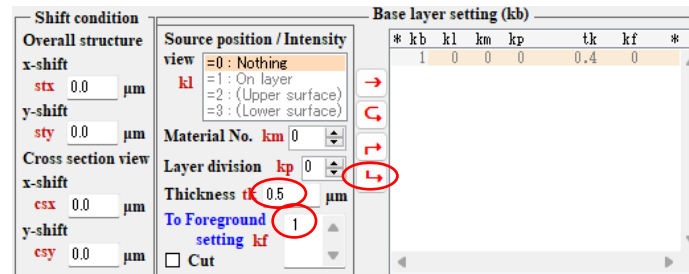 Shift condition
Overall structure
x-shift
stx 0.0 μm
y-shift
sty 0.0 μm
Cross section view
x-shift
csx 0.0 μm
y-shift
csy 0.0 μm
Source position / Intensity
view
kl
=0 : Nothing
=1 : On layer
=2 : (Upper surface)
=3 : (Lower surface)
Material No. km 0
Layer division kp 0
Thickness tk 0.5 μm
To Foreground
setting kf 1
Cut
Base layer setting (kb)
* kb kl km kp tk kf *
1 0 0 0 0.4 0